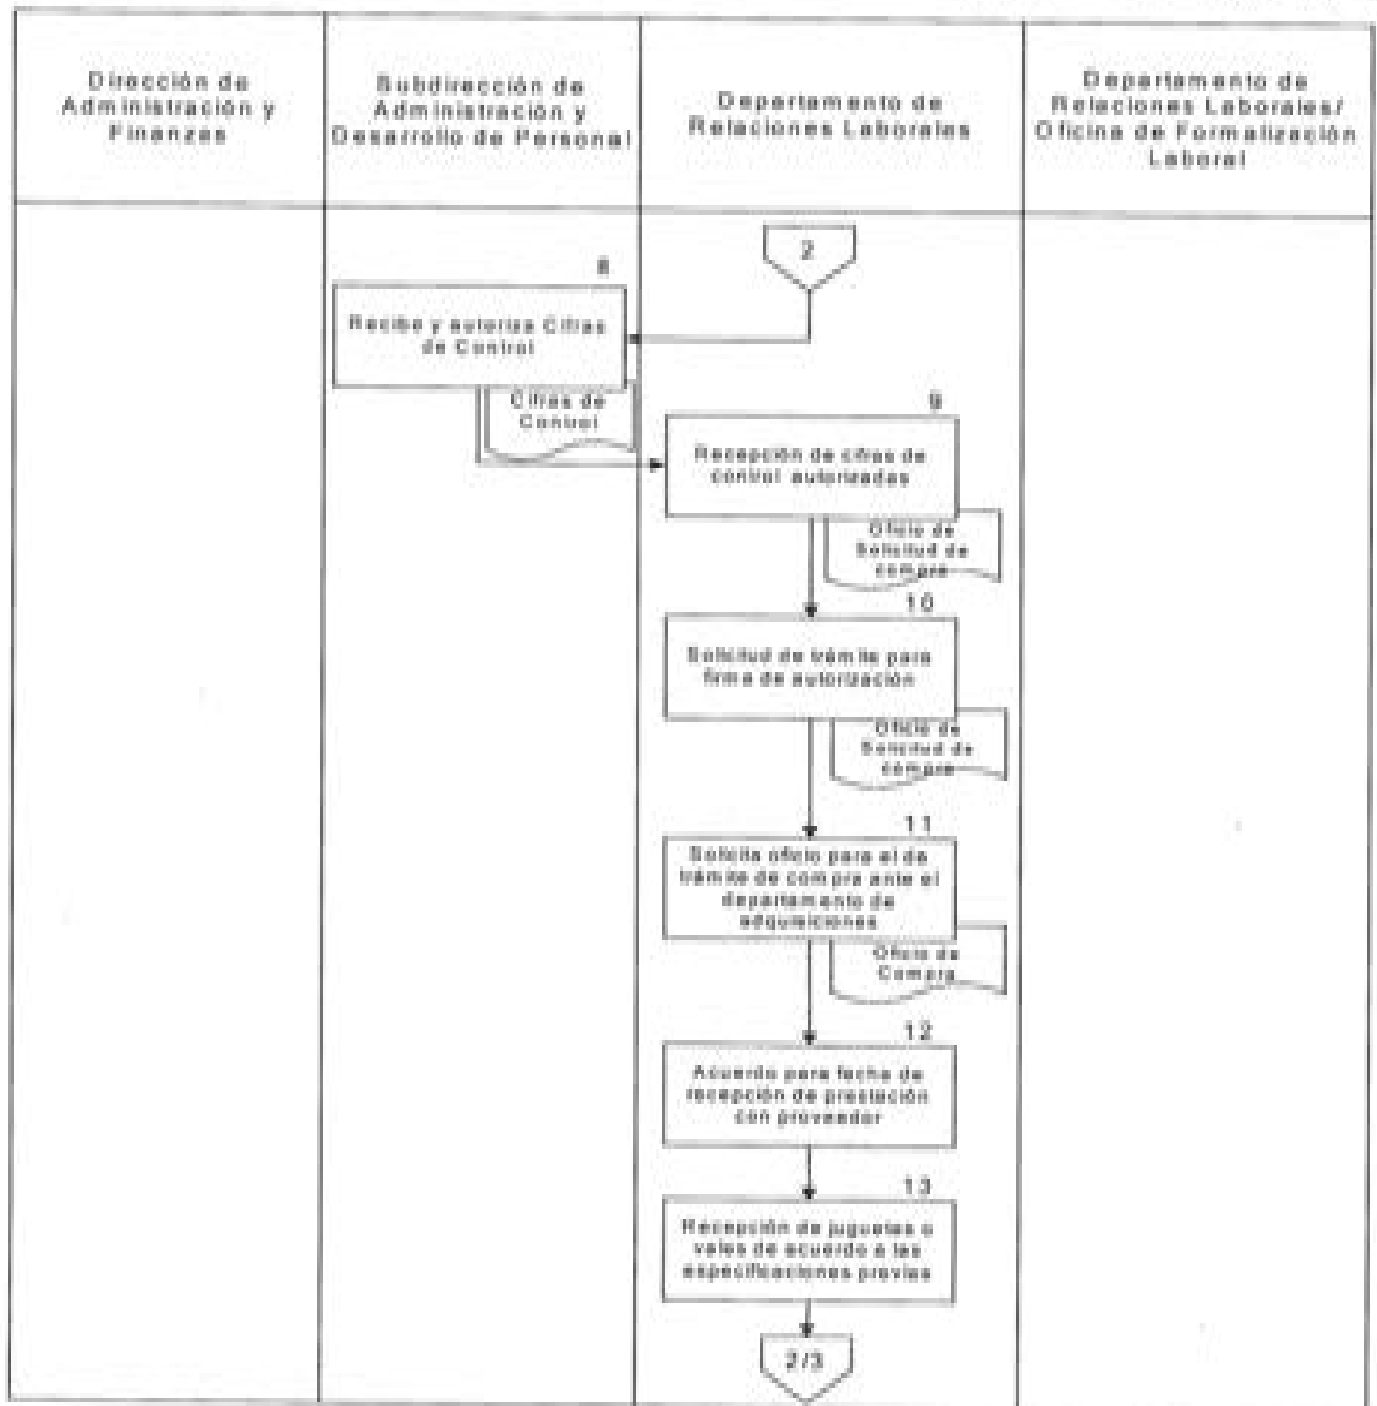 Dirección de
Administración y
Finanzas
Subdirección de
Administración y
Desarrollo de Personal
Departamento de
Relaciones Laborales
Departamento de
Relaciones Laborales/
Oficina de Formalización
Laboral
2
8
Recibe y autoriza Cifras
de Control
Cifras de
Control
9
Recepción de cifras de
control autorizadas
Oficio de
Solicitud de
compra
10
Solicitud de trámite para
firma de autorización
Oficio de
Solicitud de
compra
11
Solicita oficio para el de
trámite de compra ante el
departamento de
adquisiciones
Oficio de
Compra
12
Acuerdo para fecha de
recepción de prestación
con proveedor
13
Recepción de juguetes o
vales de acuerdo a las
especificaciones previas
2/3